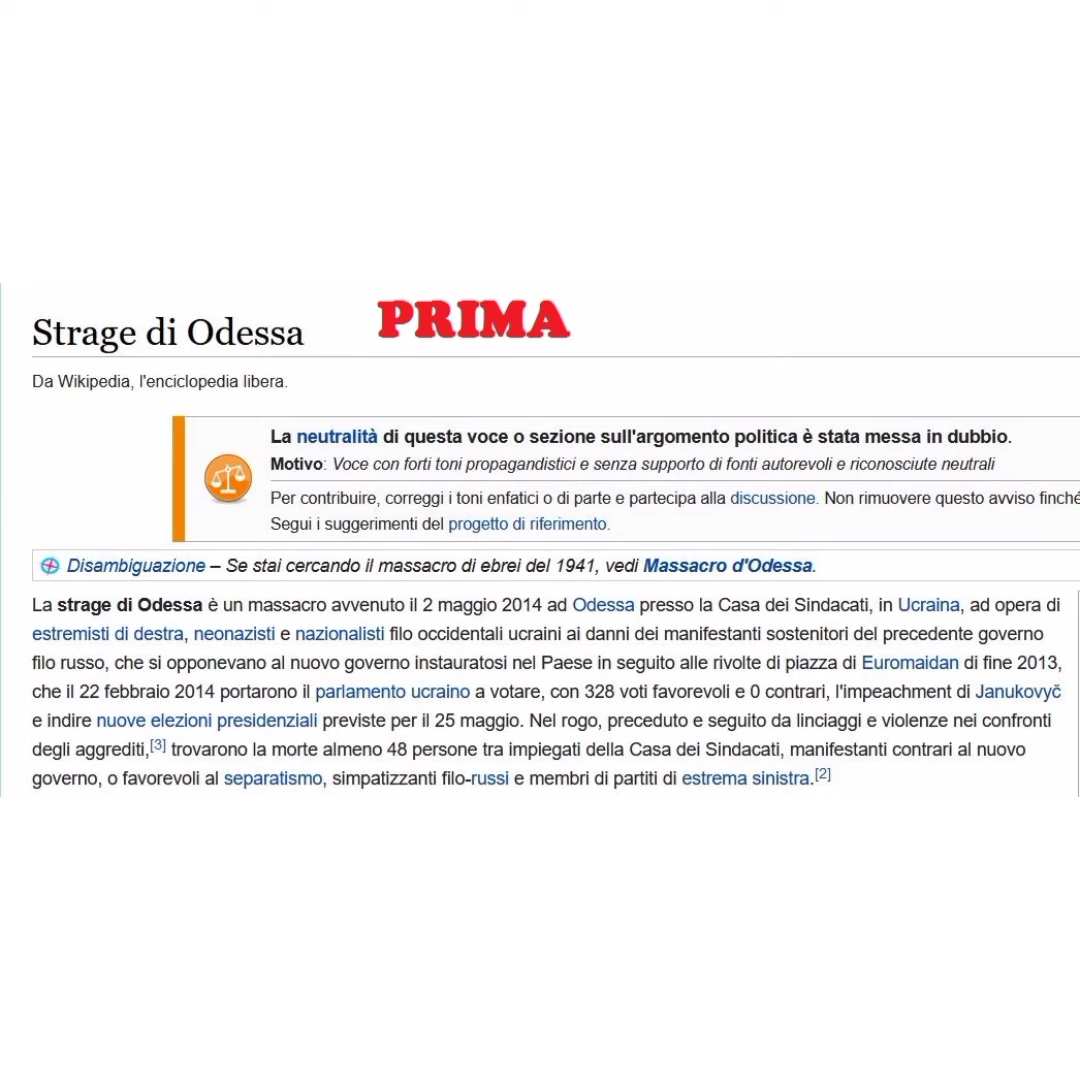 Strage di Odessa PRIMA
Da Wikipedia, l'enciclopedia libera.
La neutralità di questa voce o sezione sull'argomento politica è stata messa in dubbio.
Motivo: Voce con forti toni propagandistici e senza supporto di fonti autorevoli e riconosciute neutrali
Per contribuire, correggi i toni enfatici o di parte e partecipa alla discussione. Non rimuovere questo avviso finché
Segui i suggerimenti del progetto di riferimento.
Disambiguazione – Se stai cercando il massacro di ebrei del 1941, vedi Massacro d'Odessa.
La strage di Odessa è un massacro avvenuto il 2 maggio 2014 ad Odessa presso la Casa dei Sindacati, in Ucraina, ad opera di
estremisti di destra, neonazisti e nazionalisti filo occidentali ucraini ai danni dei manifestanti sostenitori del precedente governo
filo russo, che si opponevano al nuovo governo instauratosi nel Paese in seguito alle rivolte di piazza di Euromaidan di fine 2013,
che il 22 febbraio 2014 portarono il parlamento ucraino a votare, con 328 voti favorevoli e 0 contrari, l'impeachment di Janukovyč
e indire nuove elezioni presidenziali previste per il 25 maggio. Nel rogo, preceduto e seguito da linciaggi e violenze nei confronti
degli aggrediti,[3] trovarono la morte almeno 48 persone tra impiegati della Casa dei Sindacati, manifestanti contrari al nuovo
governo, o favorevoli al separatismo, simpatizzanti filo-russi e membri di partiti di estrema sinistra.[2]